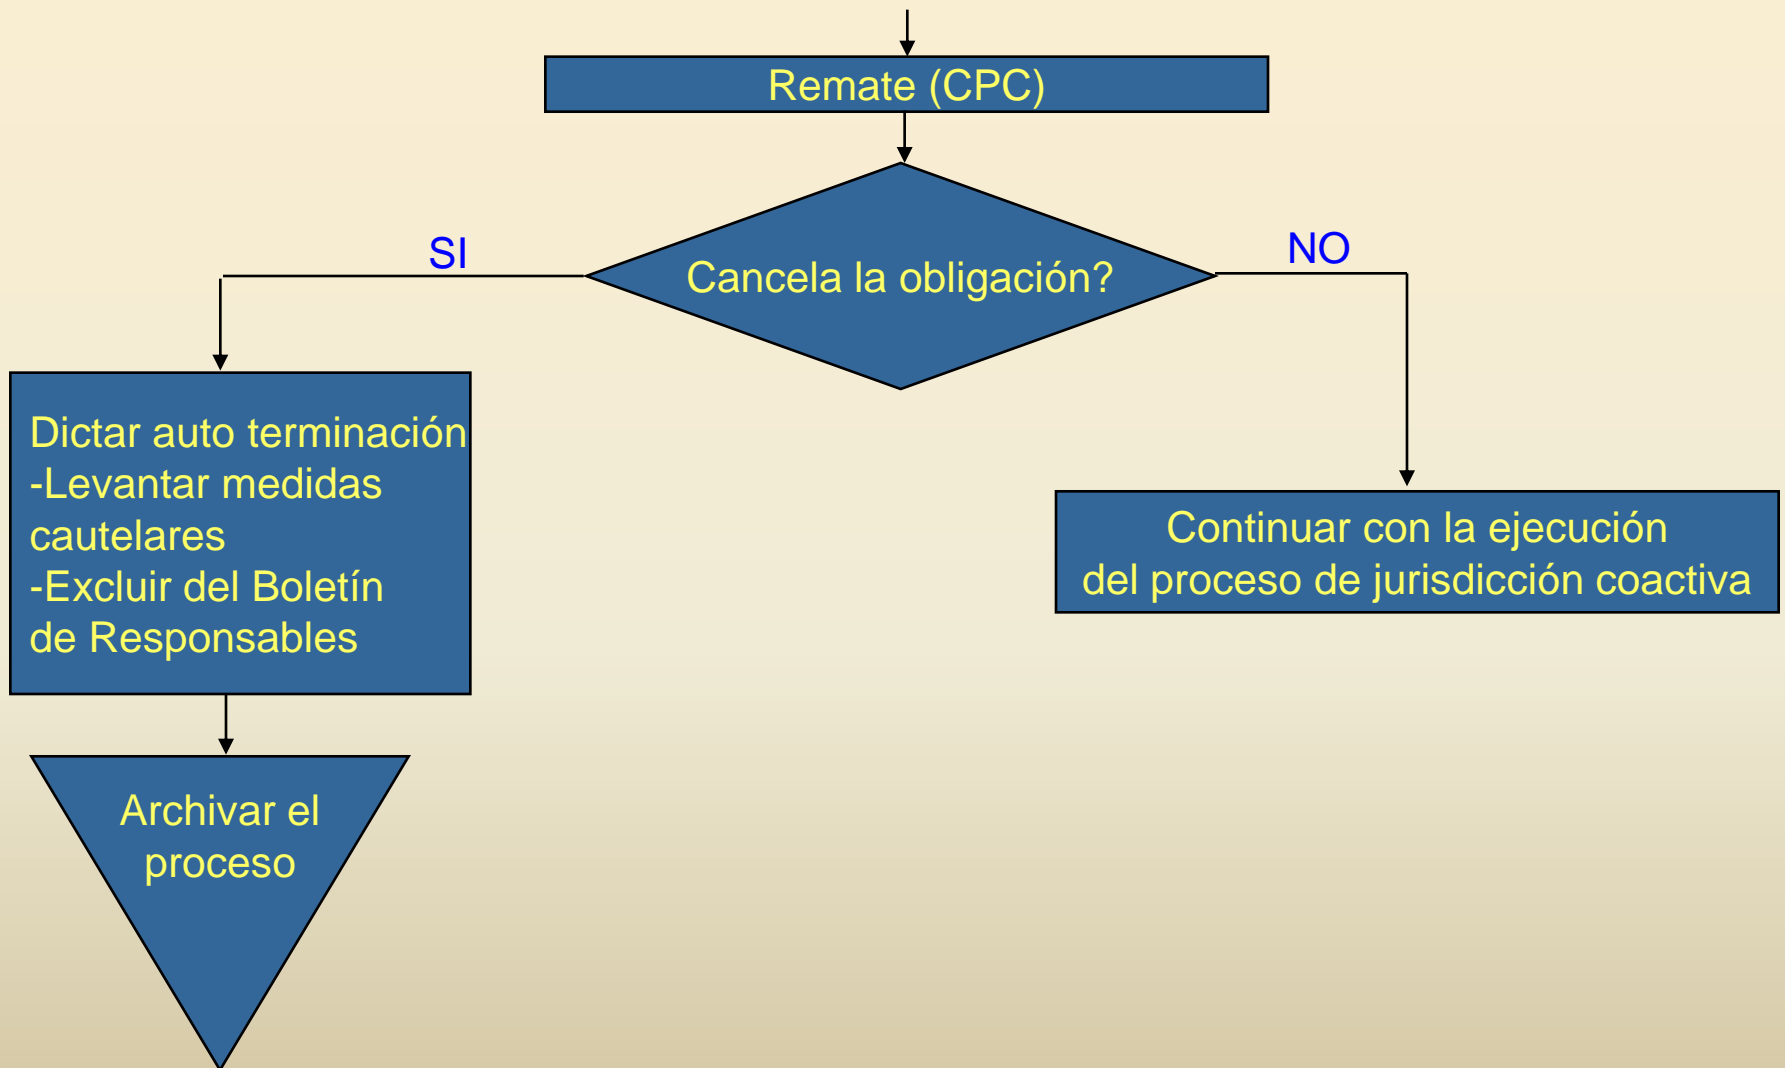 Remate (CPC)
SI
NO
Cancela la obligación?
Dictar auto terminación
-Levantar medidas
cautelares
-Excluir del Boletín
de Responsables
Continuar con la ejecución
del proceso de jurisdicción coactiva
Archivar el
proceso